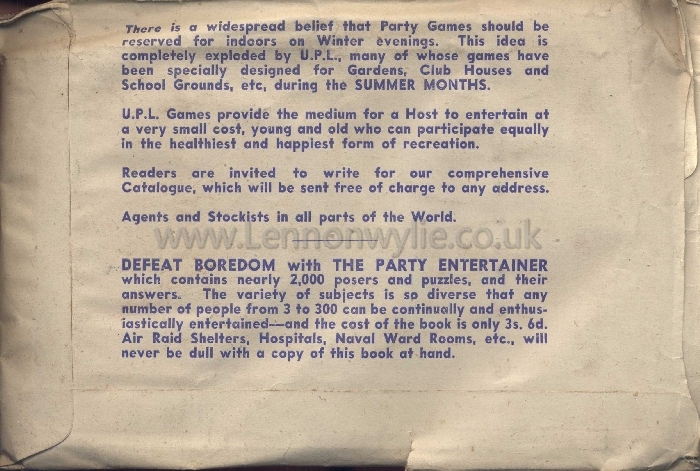 There is a widespread belief that Party Games should be
reserved for indoors on Winter evenings. This idea is
completely exploded by U.P.L., many of whose games have
been specially designed for Gardens, Club Houses and
School Grounds, etc, during the SUMMER MONTHS.
U.P.L. Games provide the medium for a Host to entertain at
a very small cost, young and old who can participate equally
in the healthiest and happiest form of recreation.
Readers are invited to write for our comprehensive
Catalogue, which will be sent free of charge to any address.
Agents and Stockists in all parts of the World.
www.Lennonwylie.co.uk
DEFEAT BOREDOM with THE PARTY ENTERTAINER
which contains nearly 2,000 posers and puzzles, and their
answers. The variety of subjects is so diverse that any
number of people from 3 to 300 can be continually and enthus-
iastically entertained—and the cost of the book is only 3s. 6d.
Air Raid Shelters, Hospitals, Naval Ward Rooms, etc., will
never be dull with a copy of this book at hand.